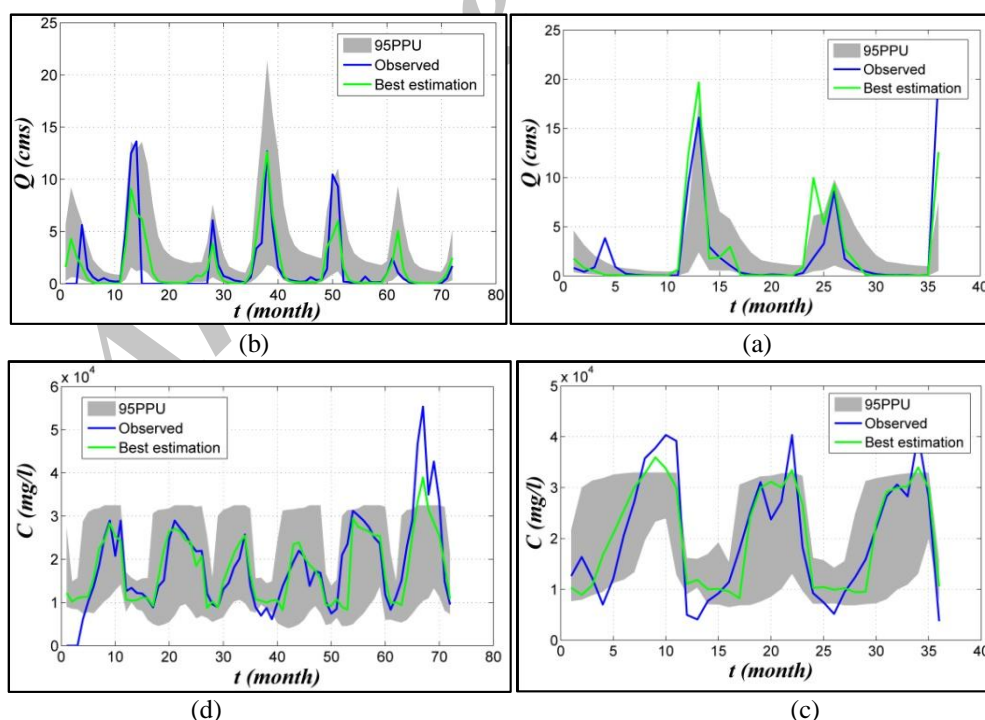 25
20
15
10
5
0
Q (cms)
0 10 20 30 40 50 60 70 80
t (month)
95PPU
Observed
Best estimation
(b)
25
20
15
10
5
0
Q (cms)
0 5 10 15 20 25 30 35 40
t (month)
95PPU
Observed
Best estimation
(a)
6 x 10^4
5
4
3
2
1
0
C (mg/l)
0 10 20 30 40 50 60 70 80
t (month)
95PPU
Observed
Best estimation
(d)
5 x 10^4
4
3
2
1
0
C (mg/l)
0 5 10 15 20 25 30 35 40
t (month)
95PPU
Observed
Best estimation
(c)